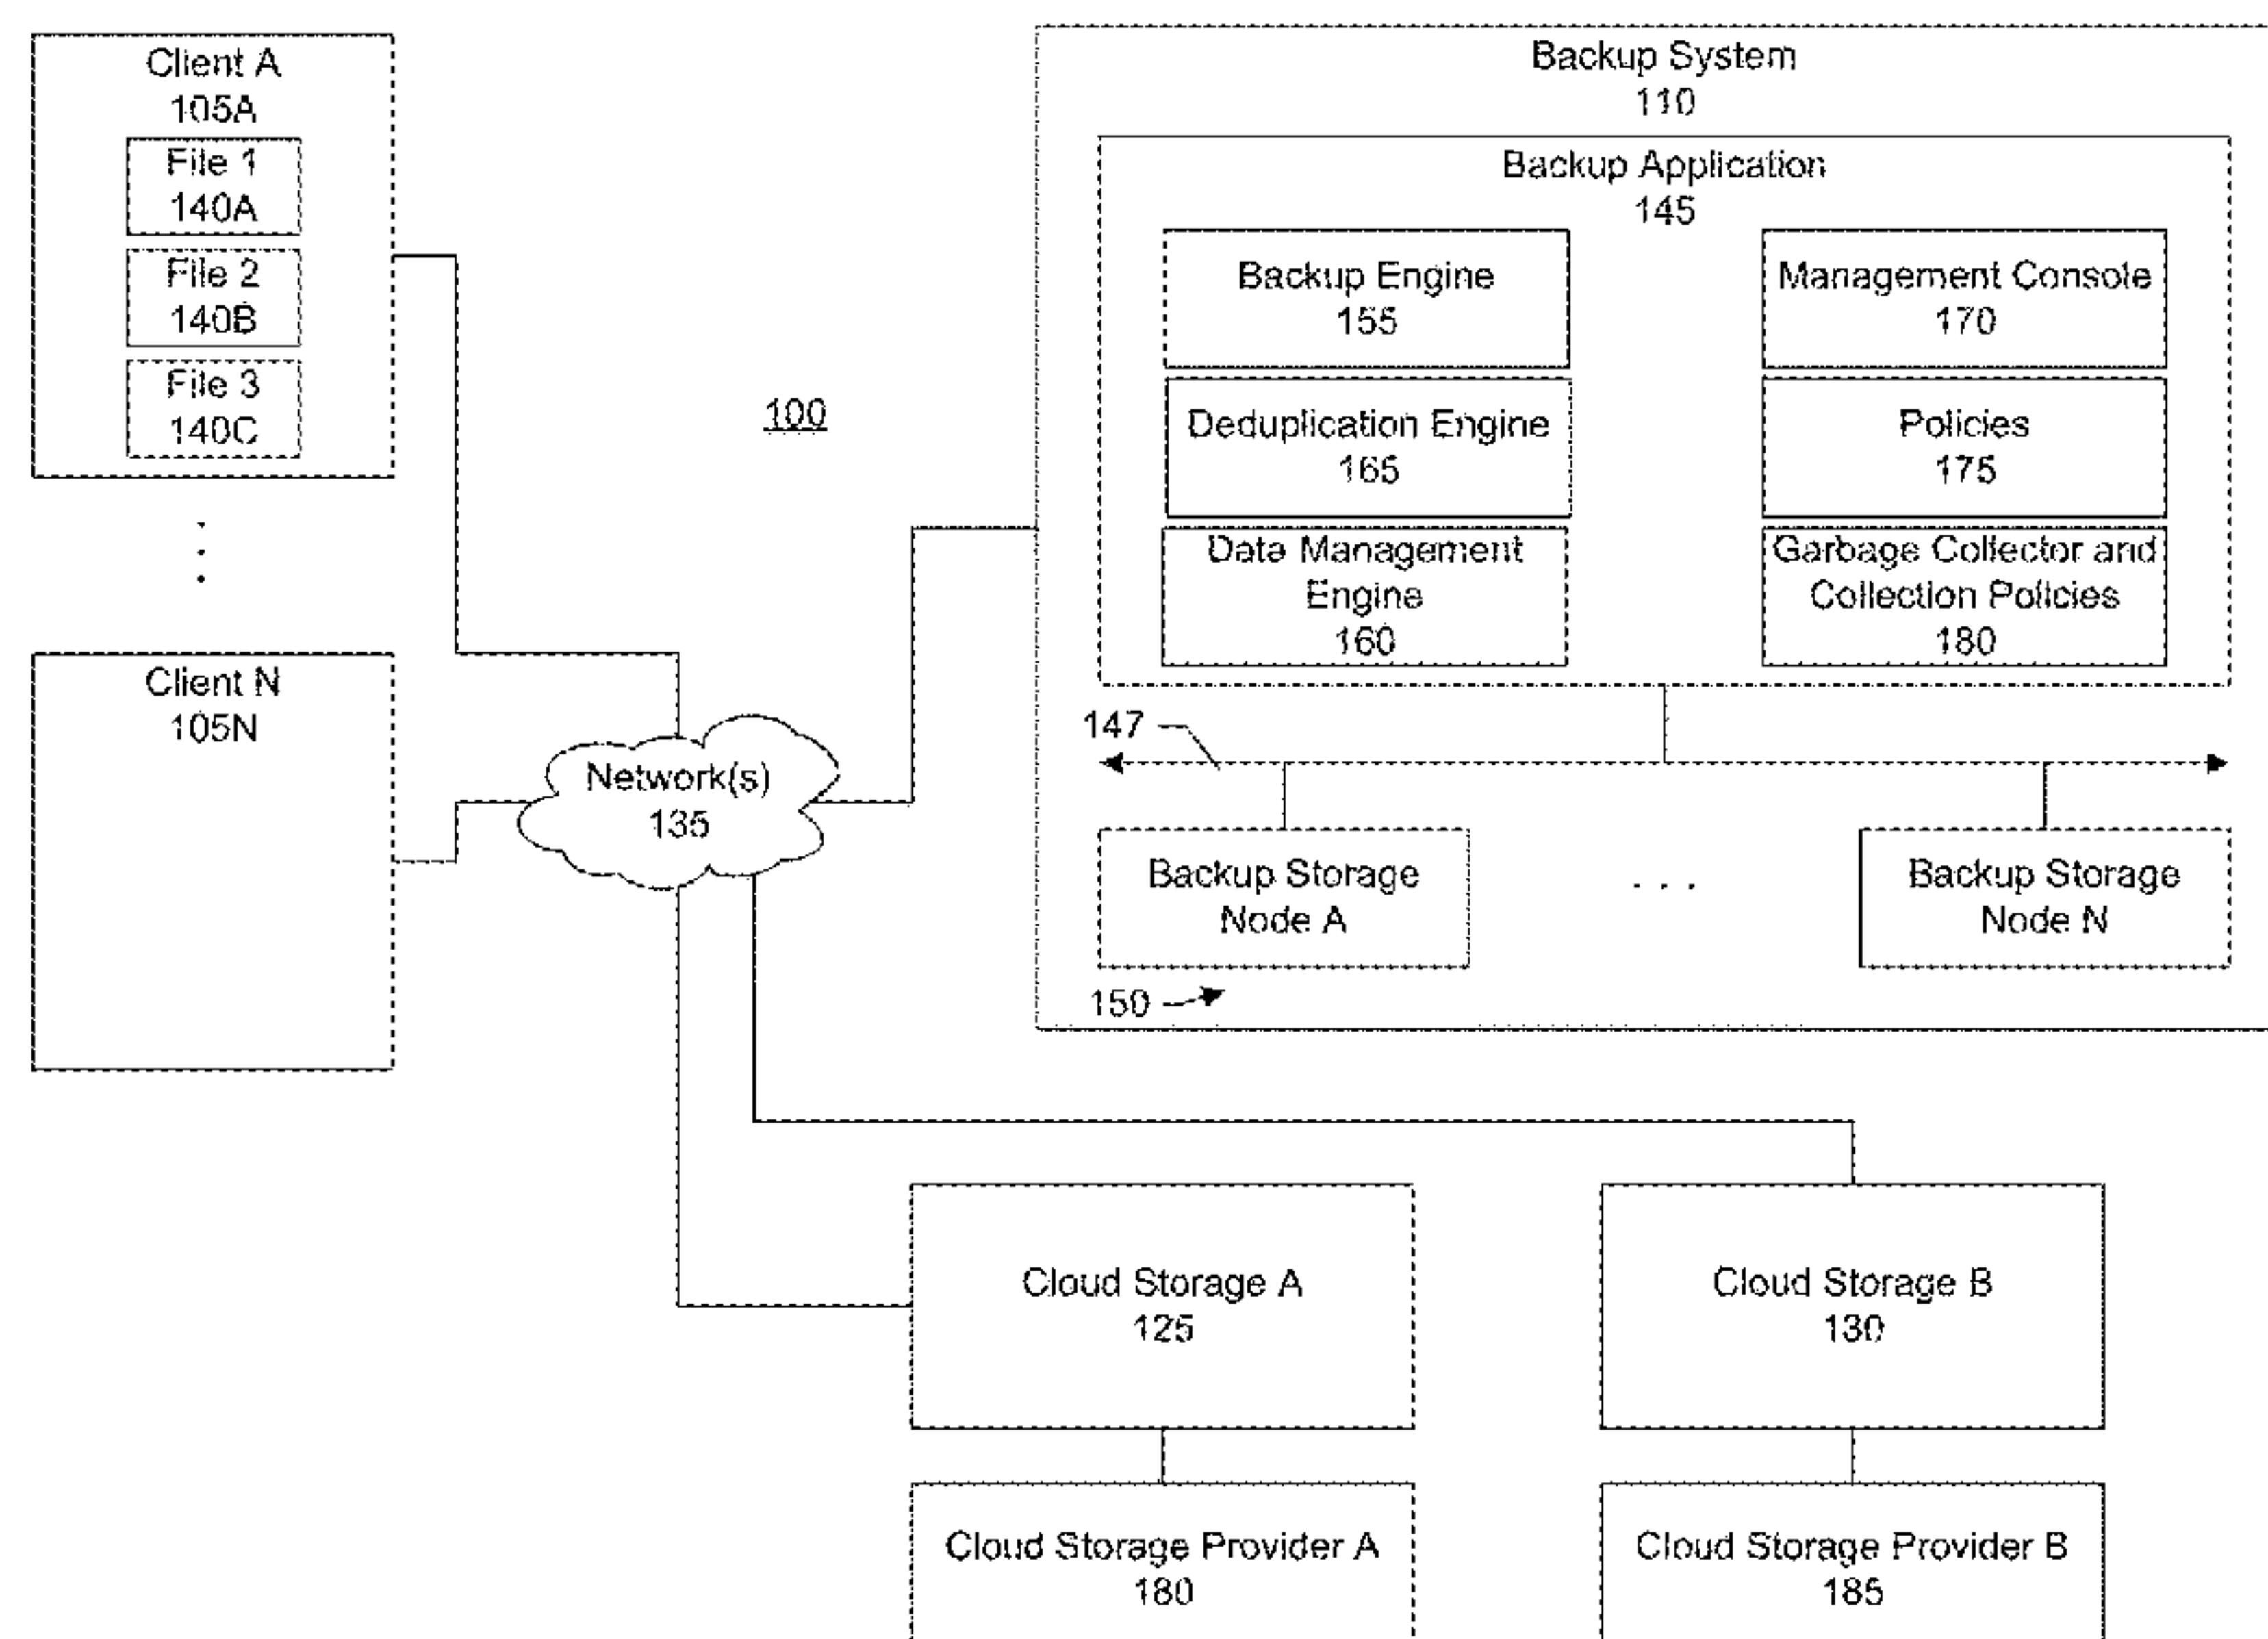 Client A
105A
File 1
140A
File 2
140B
File 3
140C
Client N
105N
100
Network(s)
135
Backup System
110
Backup Application
145
Backup Engine
155
Management Console
170
Deduplication Engine
165
Policies
175
Data Management
Engine
160
Garbage Collector and
Collection Policies
180
147
Backup Storage
Node A
. . .
Backup Storage
Node N
150
Cloud Storage A
125
Cloud Storage B
130
Cloud Storage Provider A
180
Cloud Storage Provider B
185